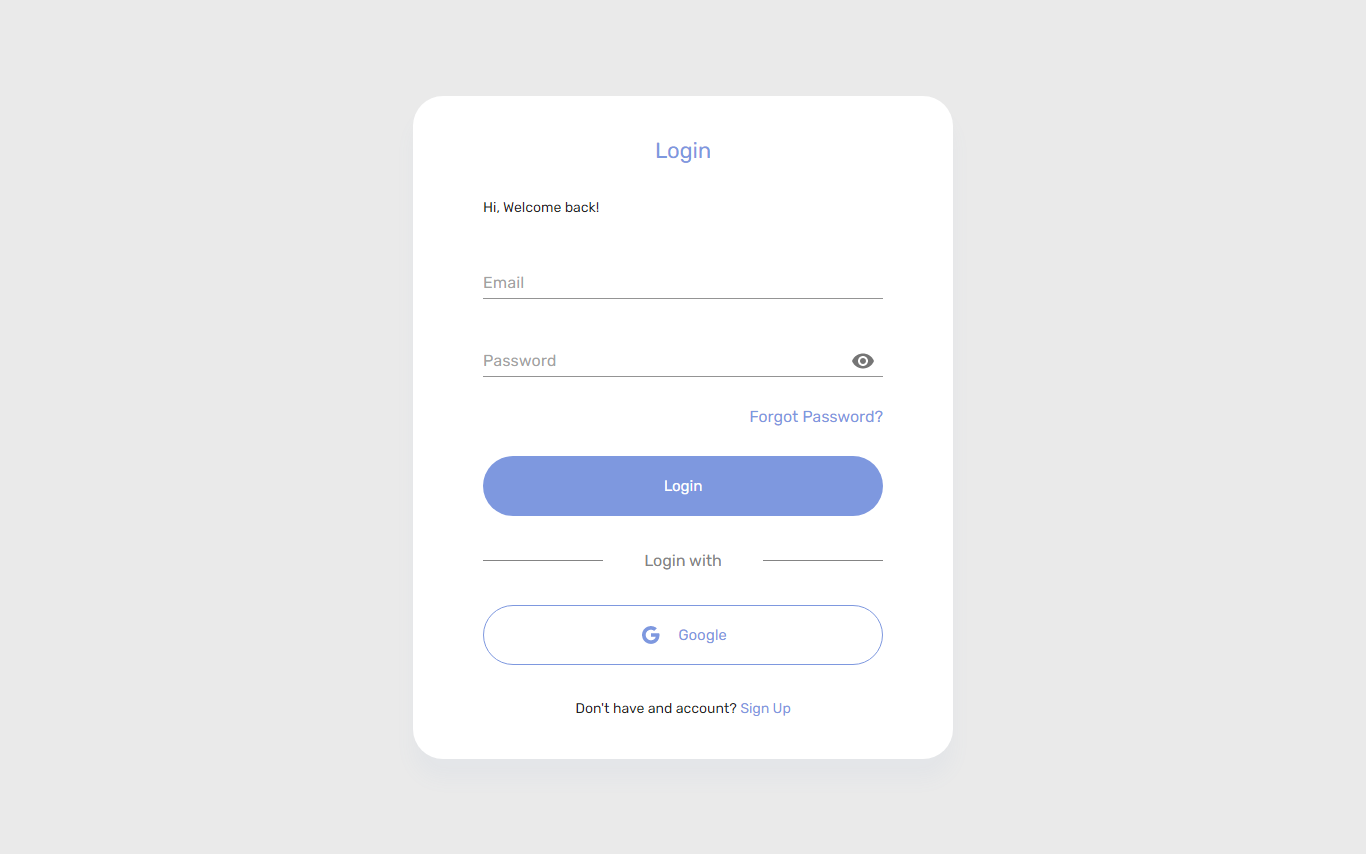 Login
Hi, Welcome back!
Email
Password
Forgot Password?
Login
Login with
Google
Don't have and account? Sign Up